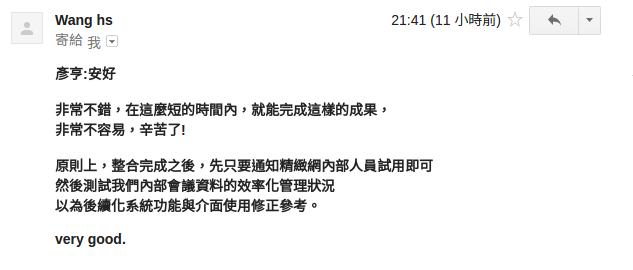 Wang hs
21:41 (11 小時前)
寄給 我
彥亨:安好
非常不錯，在這麼短的時間內，就能完成這樣的成果，
非常不容易，辛苦了!
原則上，整合完成之後，先只要通知精緻網內部人員試用即可
然後測試我們內部會議資料的效率化管理狀況
以為後續化系統功能與介面使用修正參考。
very good.